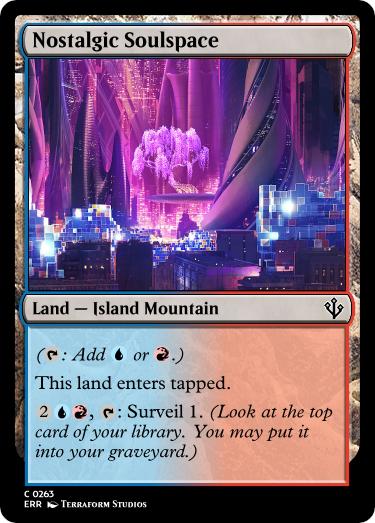 Nostalgic Soulspace
Land — Island Mountain
(: Add or .)
This land enters tapped.
2, : Surveil 1. (Look at the top
card of your library. You may put it
into your graveyard.)
C 0263
ERR Terraform Studios